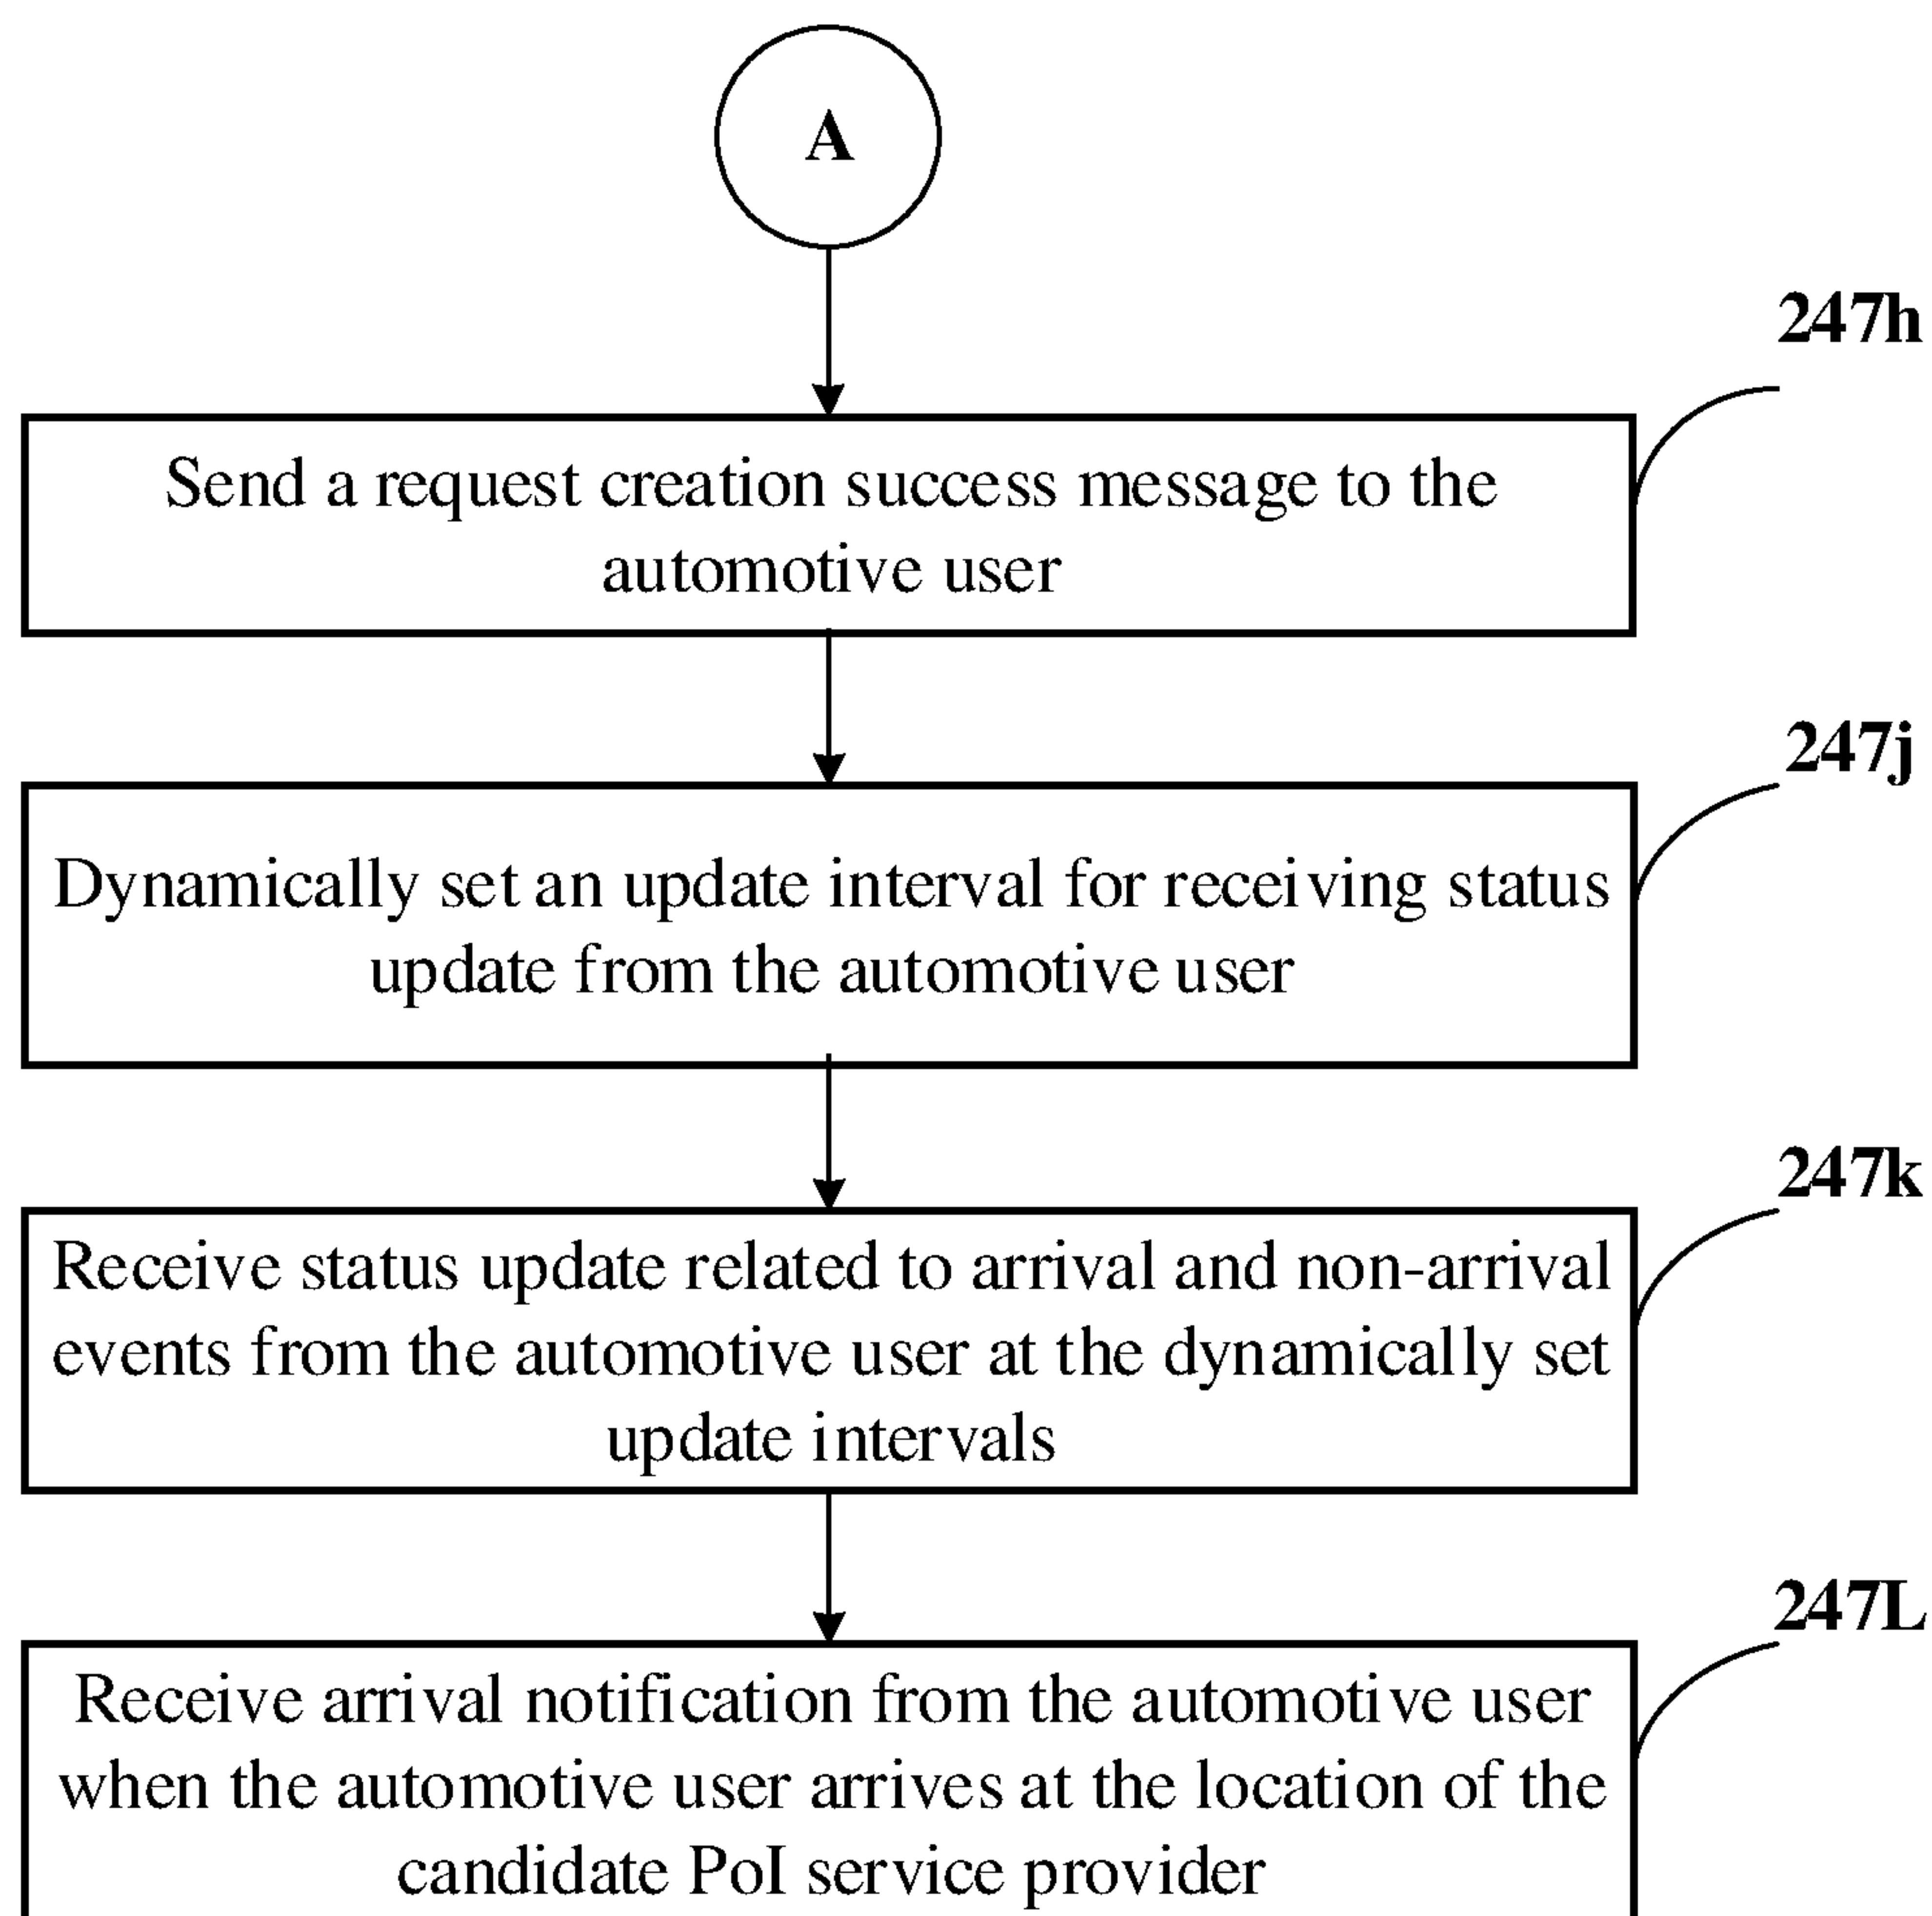 A
247h
Send a request creation success message to the
automotive user
247j
Dynamically set an update interval for receiving status
update from the automotive user
247k
Receive status update related to arrival and non-arrival
events from the automotive user at the dynamically set
update intervals
247L
Receive arrival notification from the automotive user
when the automotive user arrives at the location of the
candidate PoI service provider